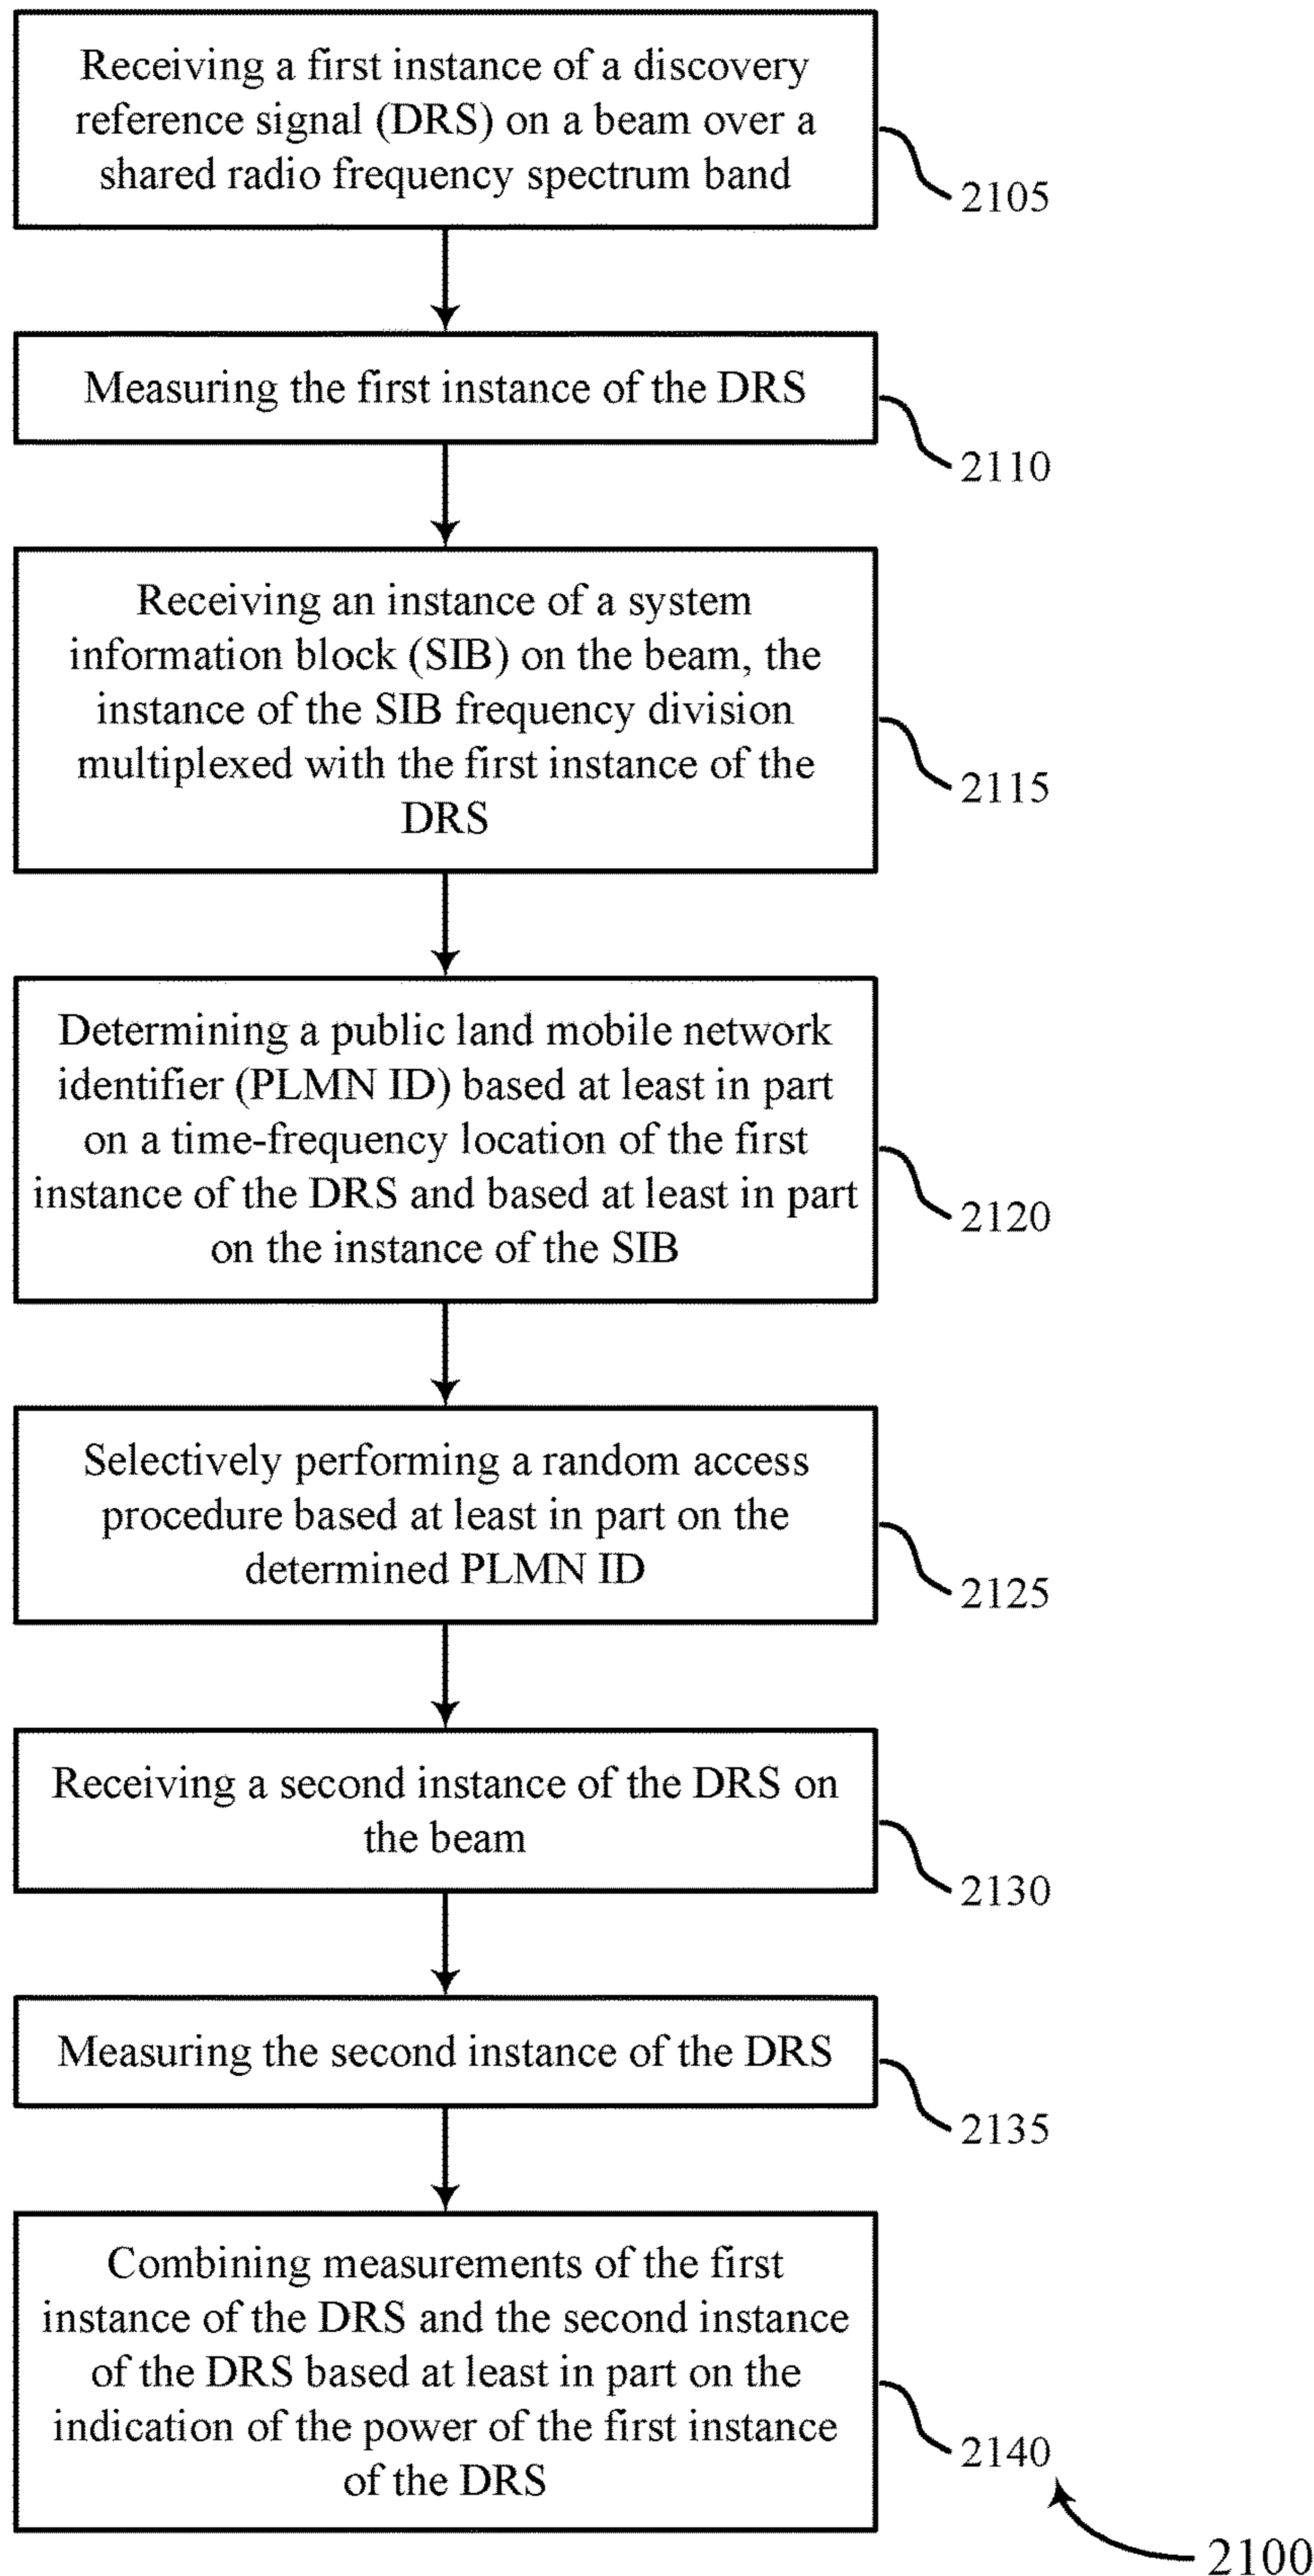 Receiving a first instance of a discovery
reference signal (DRS) on a beam over a
shared radio frequency spectrum band
2105
Measuring the first instance of the DRS
2110
Receiving an instance of a system
information block (SIB) on the beam, the
instance of the SIB frequency division
multiplexed with the first instance of the
DRS
2115
Determining a public land mobile network
identifier (PLMN ID) based at least in part
on a time-frequency location of the first
instance of the DRS and based at least in part
on the instance of the SIB
2120
Selectively performing a random access
procedure based at least in part on the
determined PLMN ID
2125
Receiving a second instance of the DRS on
the beam
2130
Measuring the second instance of the DRS
2135
Combining measurements of the first
instance of the DRS and the second instance
of the DRS based at least in part on the
indication of the power of the first instance
of the DRS
2140
2100